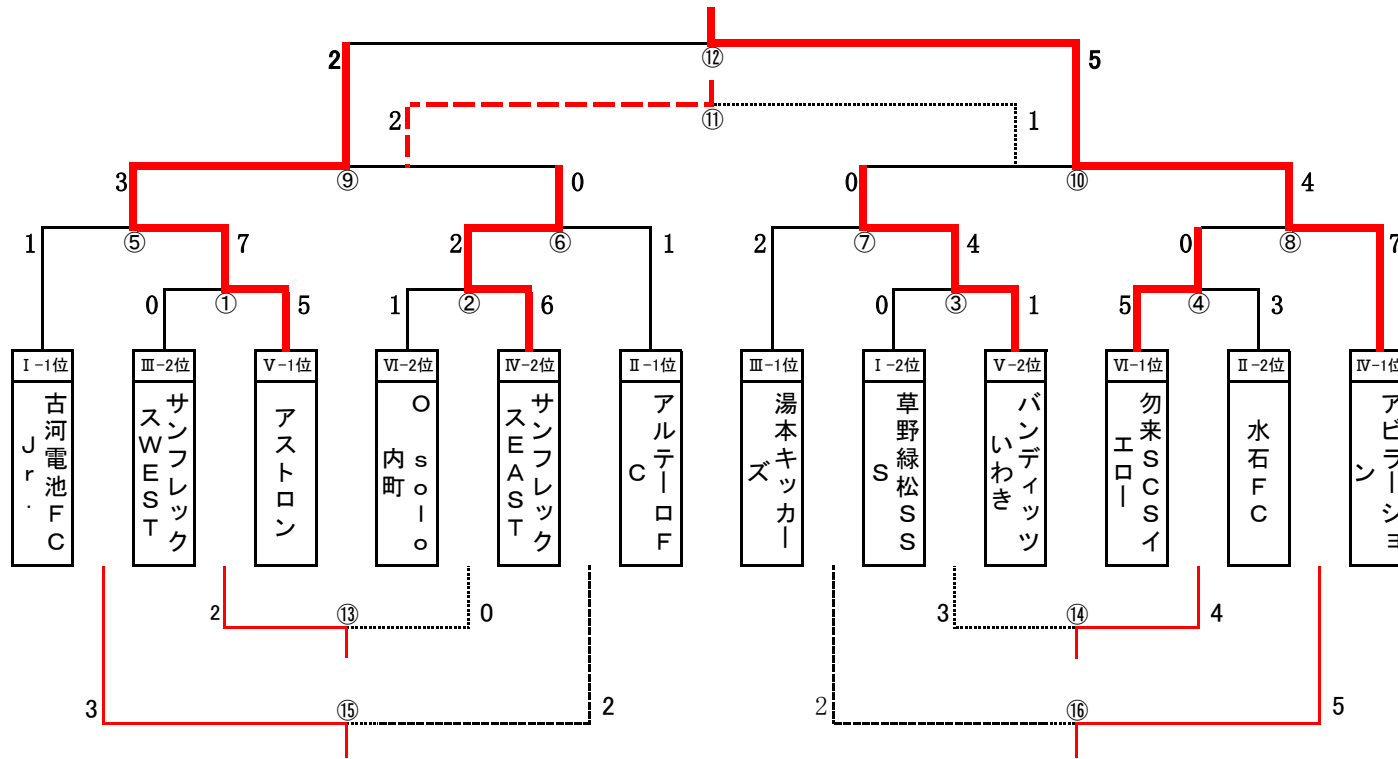 2 ⑫ 5
2 ⑪ 1
3 ⑨ 0 0 ⑩ 4
1 ⑤ 7 2 ⑥ 1 2 ⑦ 4 0 ⑧ 7
0 ① 5 1 ② 6 0 ③ 1 5 ④ 3
Ⅰ-1位 Ⅲ-2位 Ⅴ-1位 Ⅵ-2位 Ⅳ-2位 Ⅱ-1位 Ⅲ-1位 Ⅰ-2位 Ⅴ-2位 Ⅵ-1位 Ⅱ-2位 Ⅳ-1位
古河電池FC
Jr.
サンフレック
スWEST
アストロン
O solo
内町
サンフレック
スEAST
アルテーロF
C
湯本キッカー
ズ
草野緑松SS
S
バンディッツ
いわき
勿来SCSイ
エロー
水石FC
アビラーショ
ン
2 ⑬ 0 3 ⑭ 4
3 ⑮ 2 2 ⑯ 5